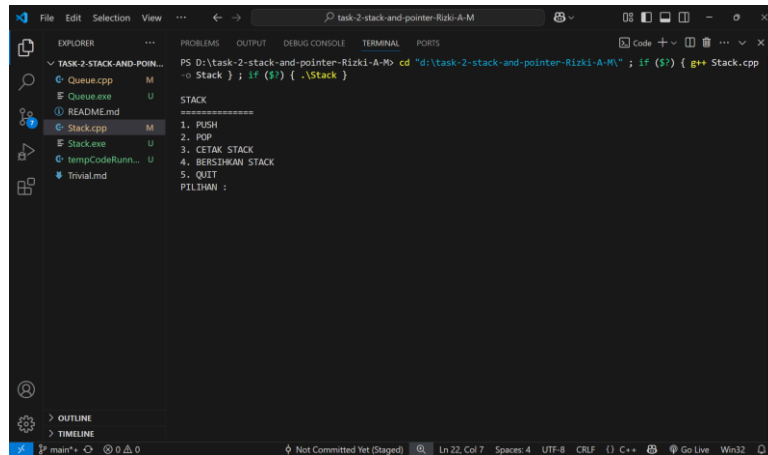 File Edit Selection View ... task-2-stack-and-pointer-Rizki-A-M
EXPLORER ...
TASK-2-STACK-AND-POIN...
Queue.cpp M
Queue.exe U
README.md
Stack.cpp M
Stack.exe U
tempCodeRunn... U
Trivial.md
7
OUTLINE
TIMELINE
PROBLEMS OUTPUT DEBUG CONSOLE TERMINAL PORTS Code
PS D:\task-2-stack-and-pointer-Rizki-A-M> cd "d:\task-2-stack-and-pointer-Rizki-A-M\" ; if ($?) { g++ Stack.cpp
-o Stack } ; if ($?) { .\Stack }
STACK
==============
1. PUSH
2. POP
3. CETAK STACK
4. BERSIHKAN STACK
5. QUIT
PILIHAN :
main*+ 0 0 Not Committed Yet (Staged) Ln 22, Col 7 Spaces: 4 UTF-8 CRLF {} C++ Go Live Win32